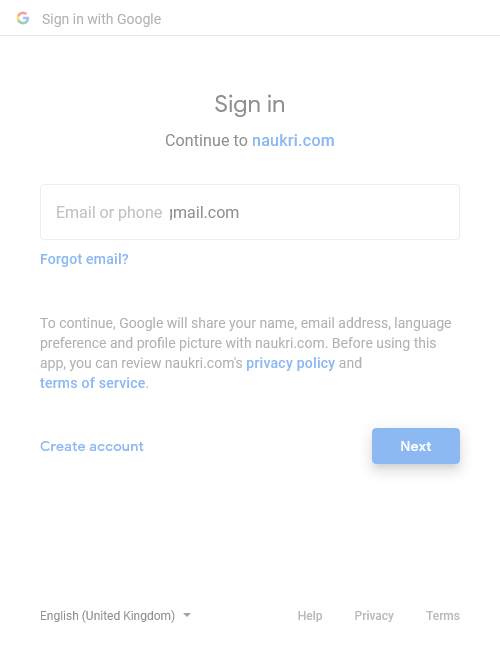 Sign in with Google
Sign in
Continue to naukri.com
Email or phone mail.com
Forgot email?
To continue, Google will share your name, email address, language
preference and profile picture with naukri.com. Before using this
app, you can review naukri.com's privacy policy and
terms of service.
Create account
Next
English (United Kingdom)
Help
Privacy
Terms